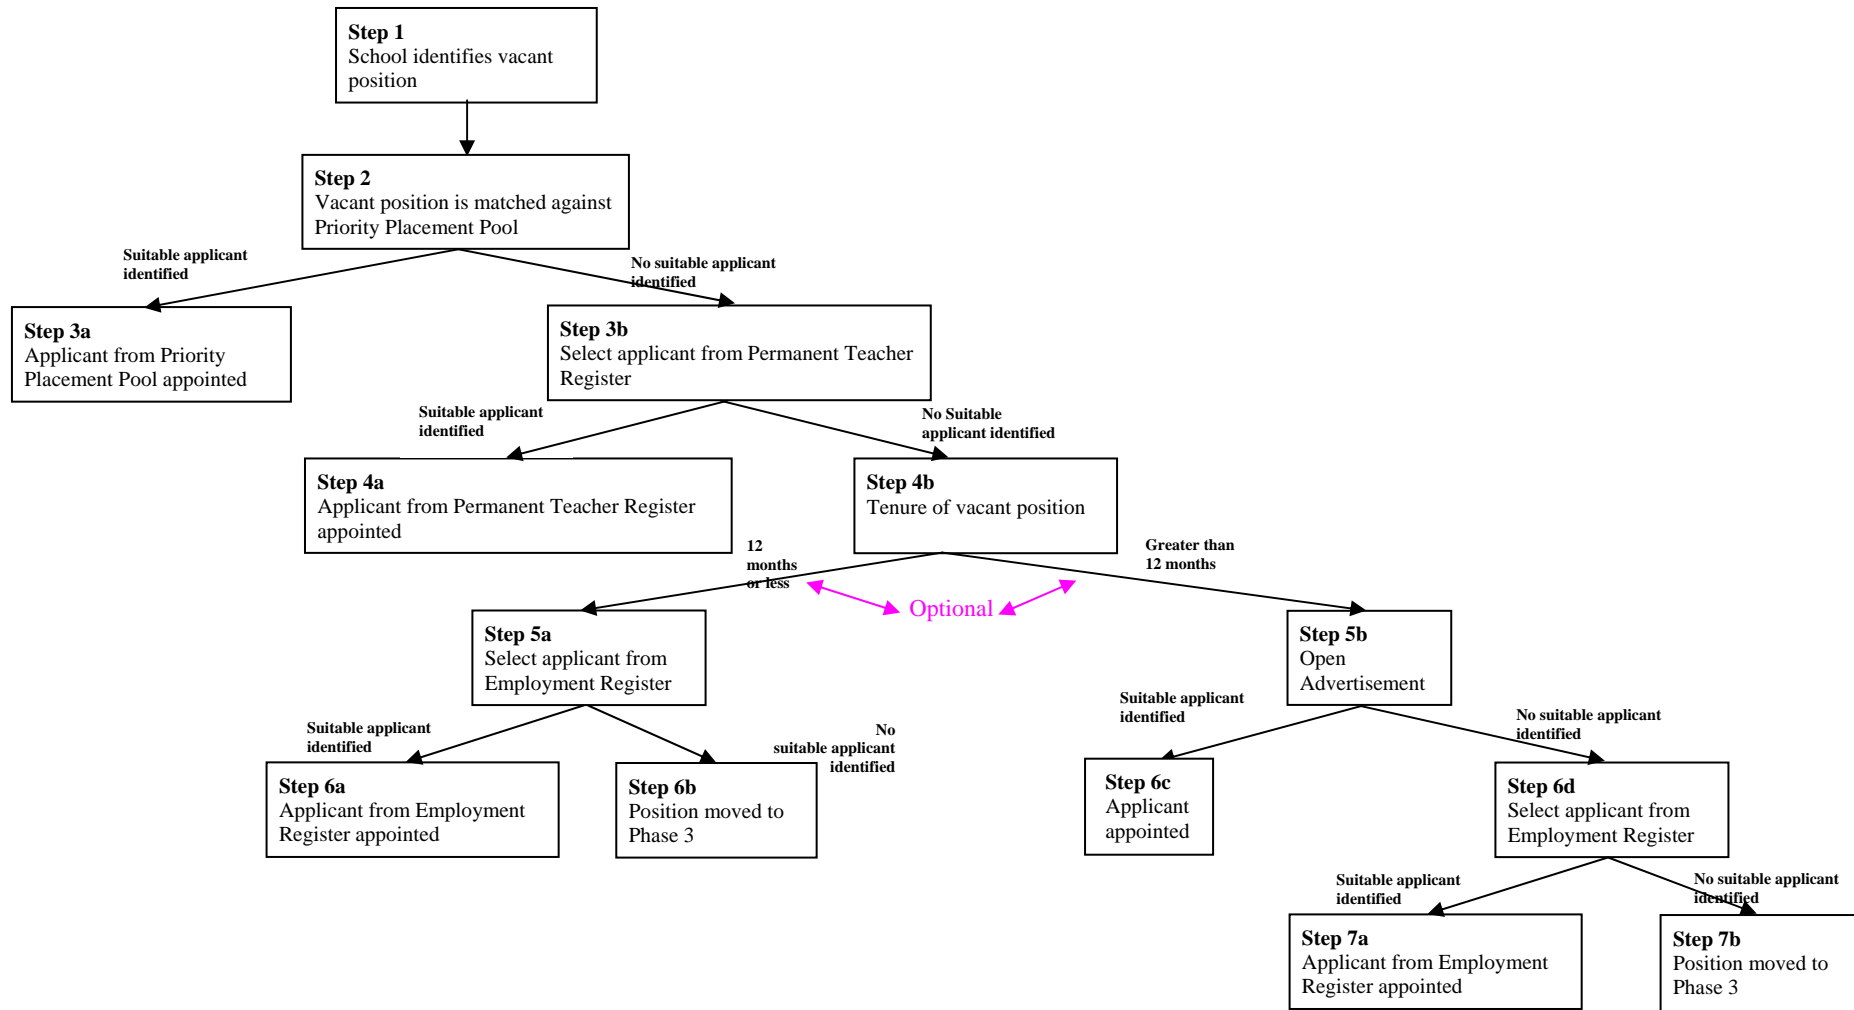 Step 1
School identifies vacant
position
Step 2
Vacant position is matched against
Priority Placement Pool
Suitable applicant
identified
No suitable applicant
identified
Step 3a
Applicant from Priority
Placement Pool appointed
Step 3b
Select applicant from Permanent Teacher
Register
Suitable applicant
identified
No Suitable
applicant identified
Step 4a
Applicant from Permanent Teacher Register
appointed
Step 4b
Tenure of vacant position
12
months
or less
Greater than
12 months
Optional
Step 5a
Select applicant from
Employment Register
Step 5b
Open
Advertisement
Suitable applicant
identified
No
suitable applicant
identified
Suitable applicant
identified
No suitable applicant
identified
Step 6a
Applicant from Employment
Register appointed
Step 6b
Position moved to
Phase 3
Step 6c
Applicant
appointed
Step 6d
Select applicant from
Employment Register
Suitable applicant
identified
No suitable applicant
identified
Step 7a
Applicant from Employment
Register appointed
Step 7b
Position moved to
Phase 3